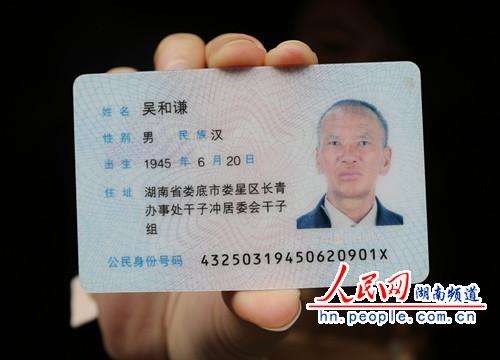 姓名 吴和谦
性别 男 民族 汉
出生 1945 年 6 月 20 日
住址 湖南省娄底市娄星区长青
办事处干子冲居委会干子
组
公民身份号码 43250319450620901X
人民网 湖南频道
hn.people.com.cn